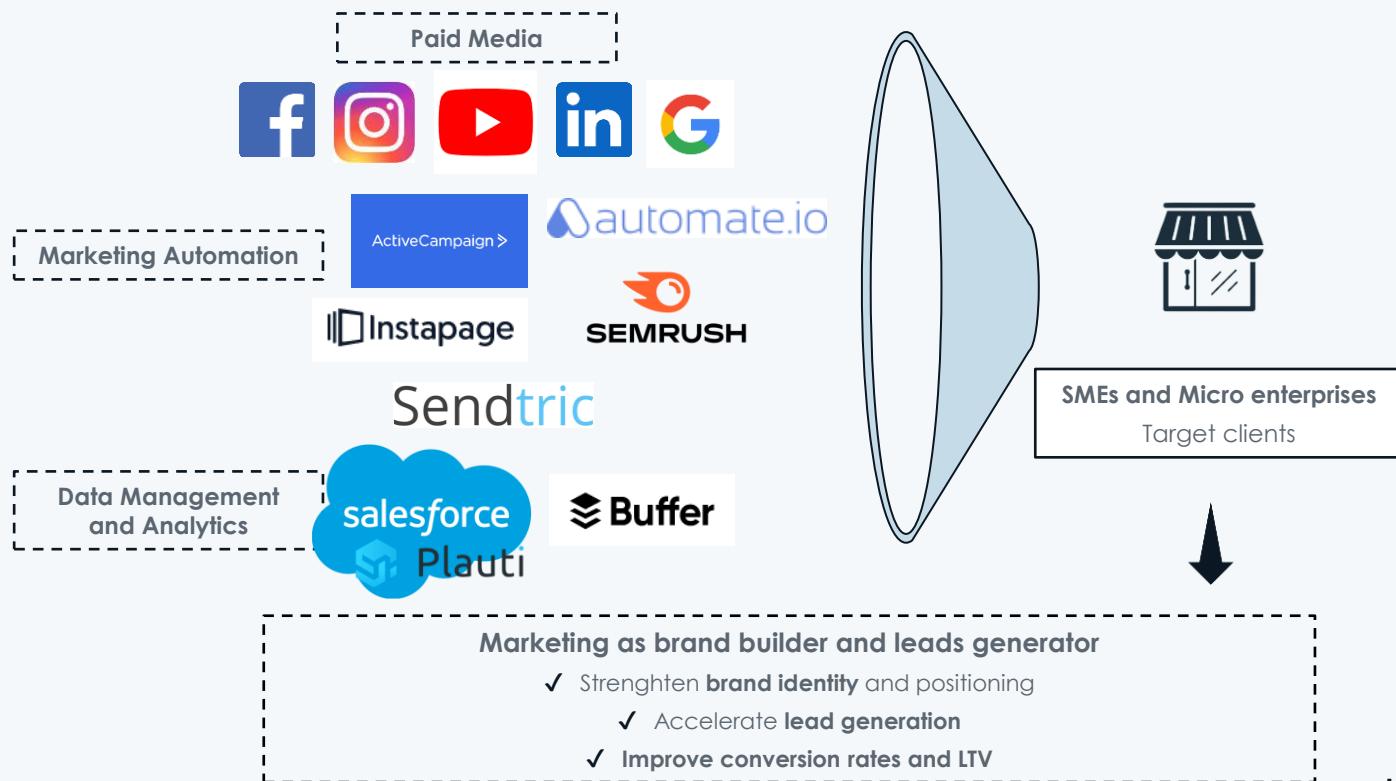 Paid Media
f
in
G
ActiveCampaign >
automate.io
Marketing Automation
Instapage
SEMRUSH
Sendtric
SMEs and Micro enterprises
Target clients
Data Management
and Analytics
salesforce
Buffer
Plauti
Marketing as brand builder and leads generator
✓ Strenghten brand identity and positioning
✓ Accelerate lead generation
✓ Improve conversion rates and LTV